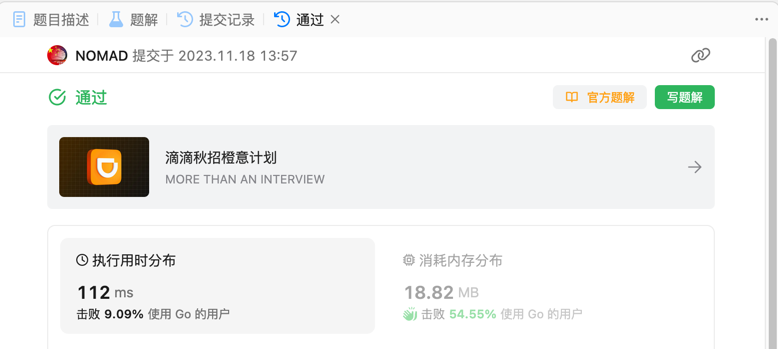 题目描述 题解 提交记录 通过
NOMAD 提交于 2023.11.18 13:57
通过 官方题解 写题解
滴滴秋招橙意计划
MORE THAN AN INTERVIEW
执行用时分布 消耗内存分布
112 ms 18.82 MB
击败 9.09% 使用 Go 的用户 击败 54.55% 使用 Go 的用户